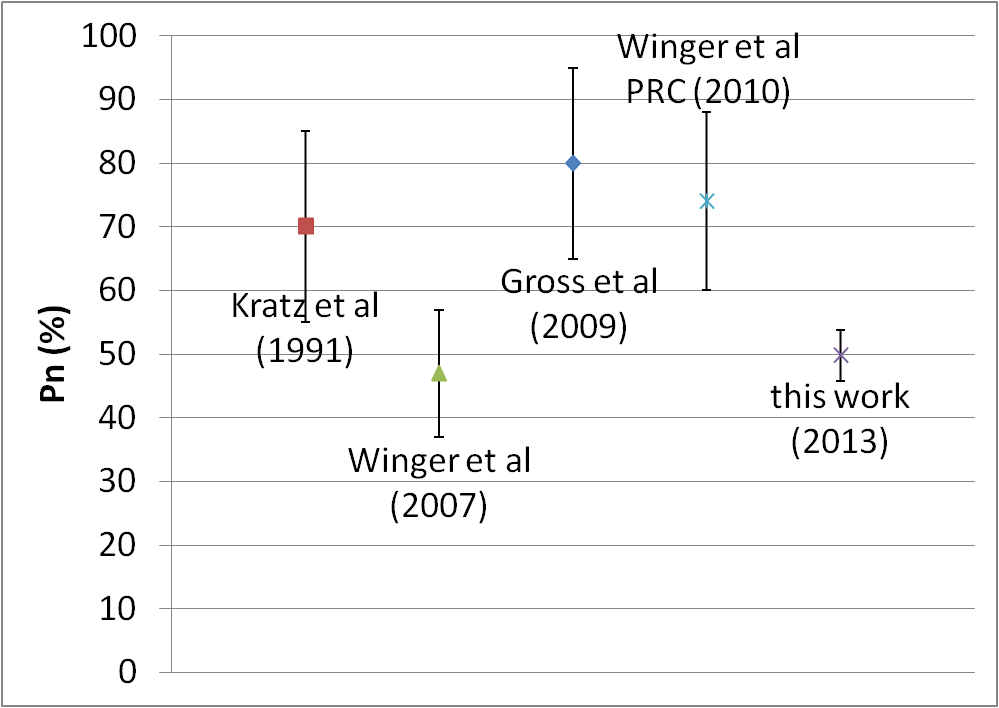 100
90
80
70
60
50
40
30
20
10
0
Pn (%)
Kratz et al
(1991)
Winger et al
(2007)
Gross et al
(2009)
Winger et al
PRC (2010)
this work
(2013)